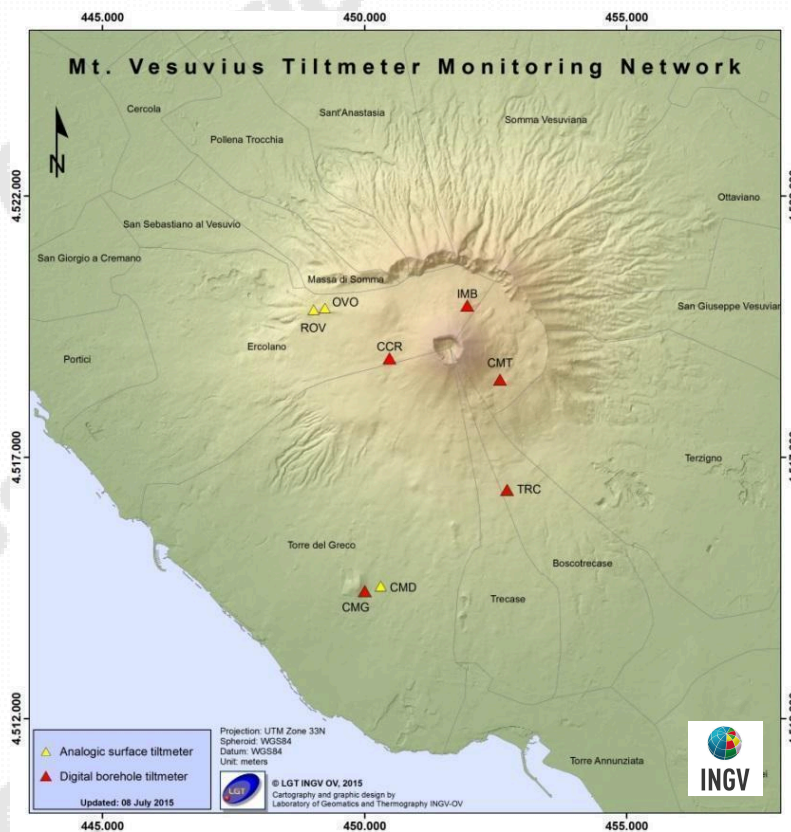 445.000
450.000
455.000
Mt. Vesuvius Tiltmeter Monitoring Network
Cercola
Sant'Anastasia
Somma Vesuviana
Pollena Trocchia
N
4.522.000
Ottaviano
San Sebastiano al Vesuvio
San Giorgio a Cremano
Massa di Somma
IMB
OVO
San Giuseppe Vesuvian
ROV
Ercolano
CCR
Portici
CMT
4.517.000
Terzigno
TRC
Torre del Greco
Boscotrecase
CMD
Trecase
CMG
4.512.000
Analogic surface tiltmeter
Digital borehole tiltmeter
Updated: 08 July 2015
Projection: UTM Zone 33N
Spheroid: WGS84
Datum: WGS84
Unit: meters
LGT
© LGT INGV OV, 2015
Cartography and graphic design by
Laboratory of Geomatics and Thermography INGV-OV
Torre Annunziata
INGV
445.000
450.000
455.000